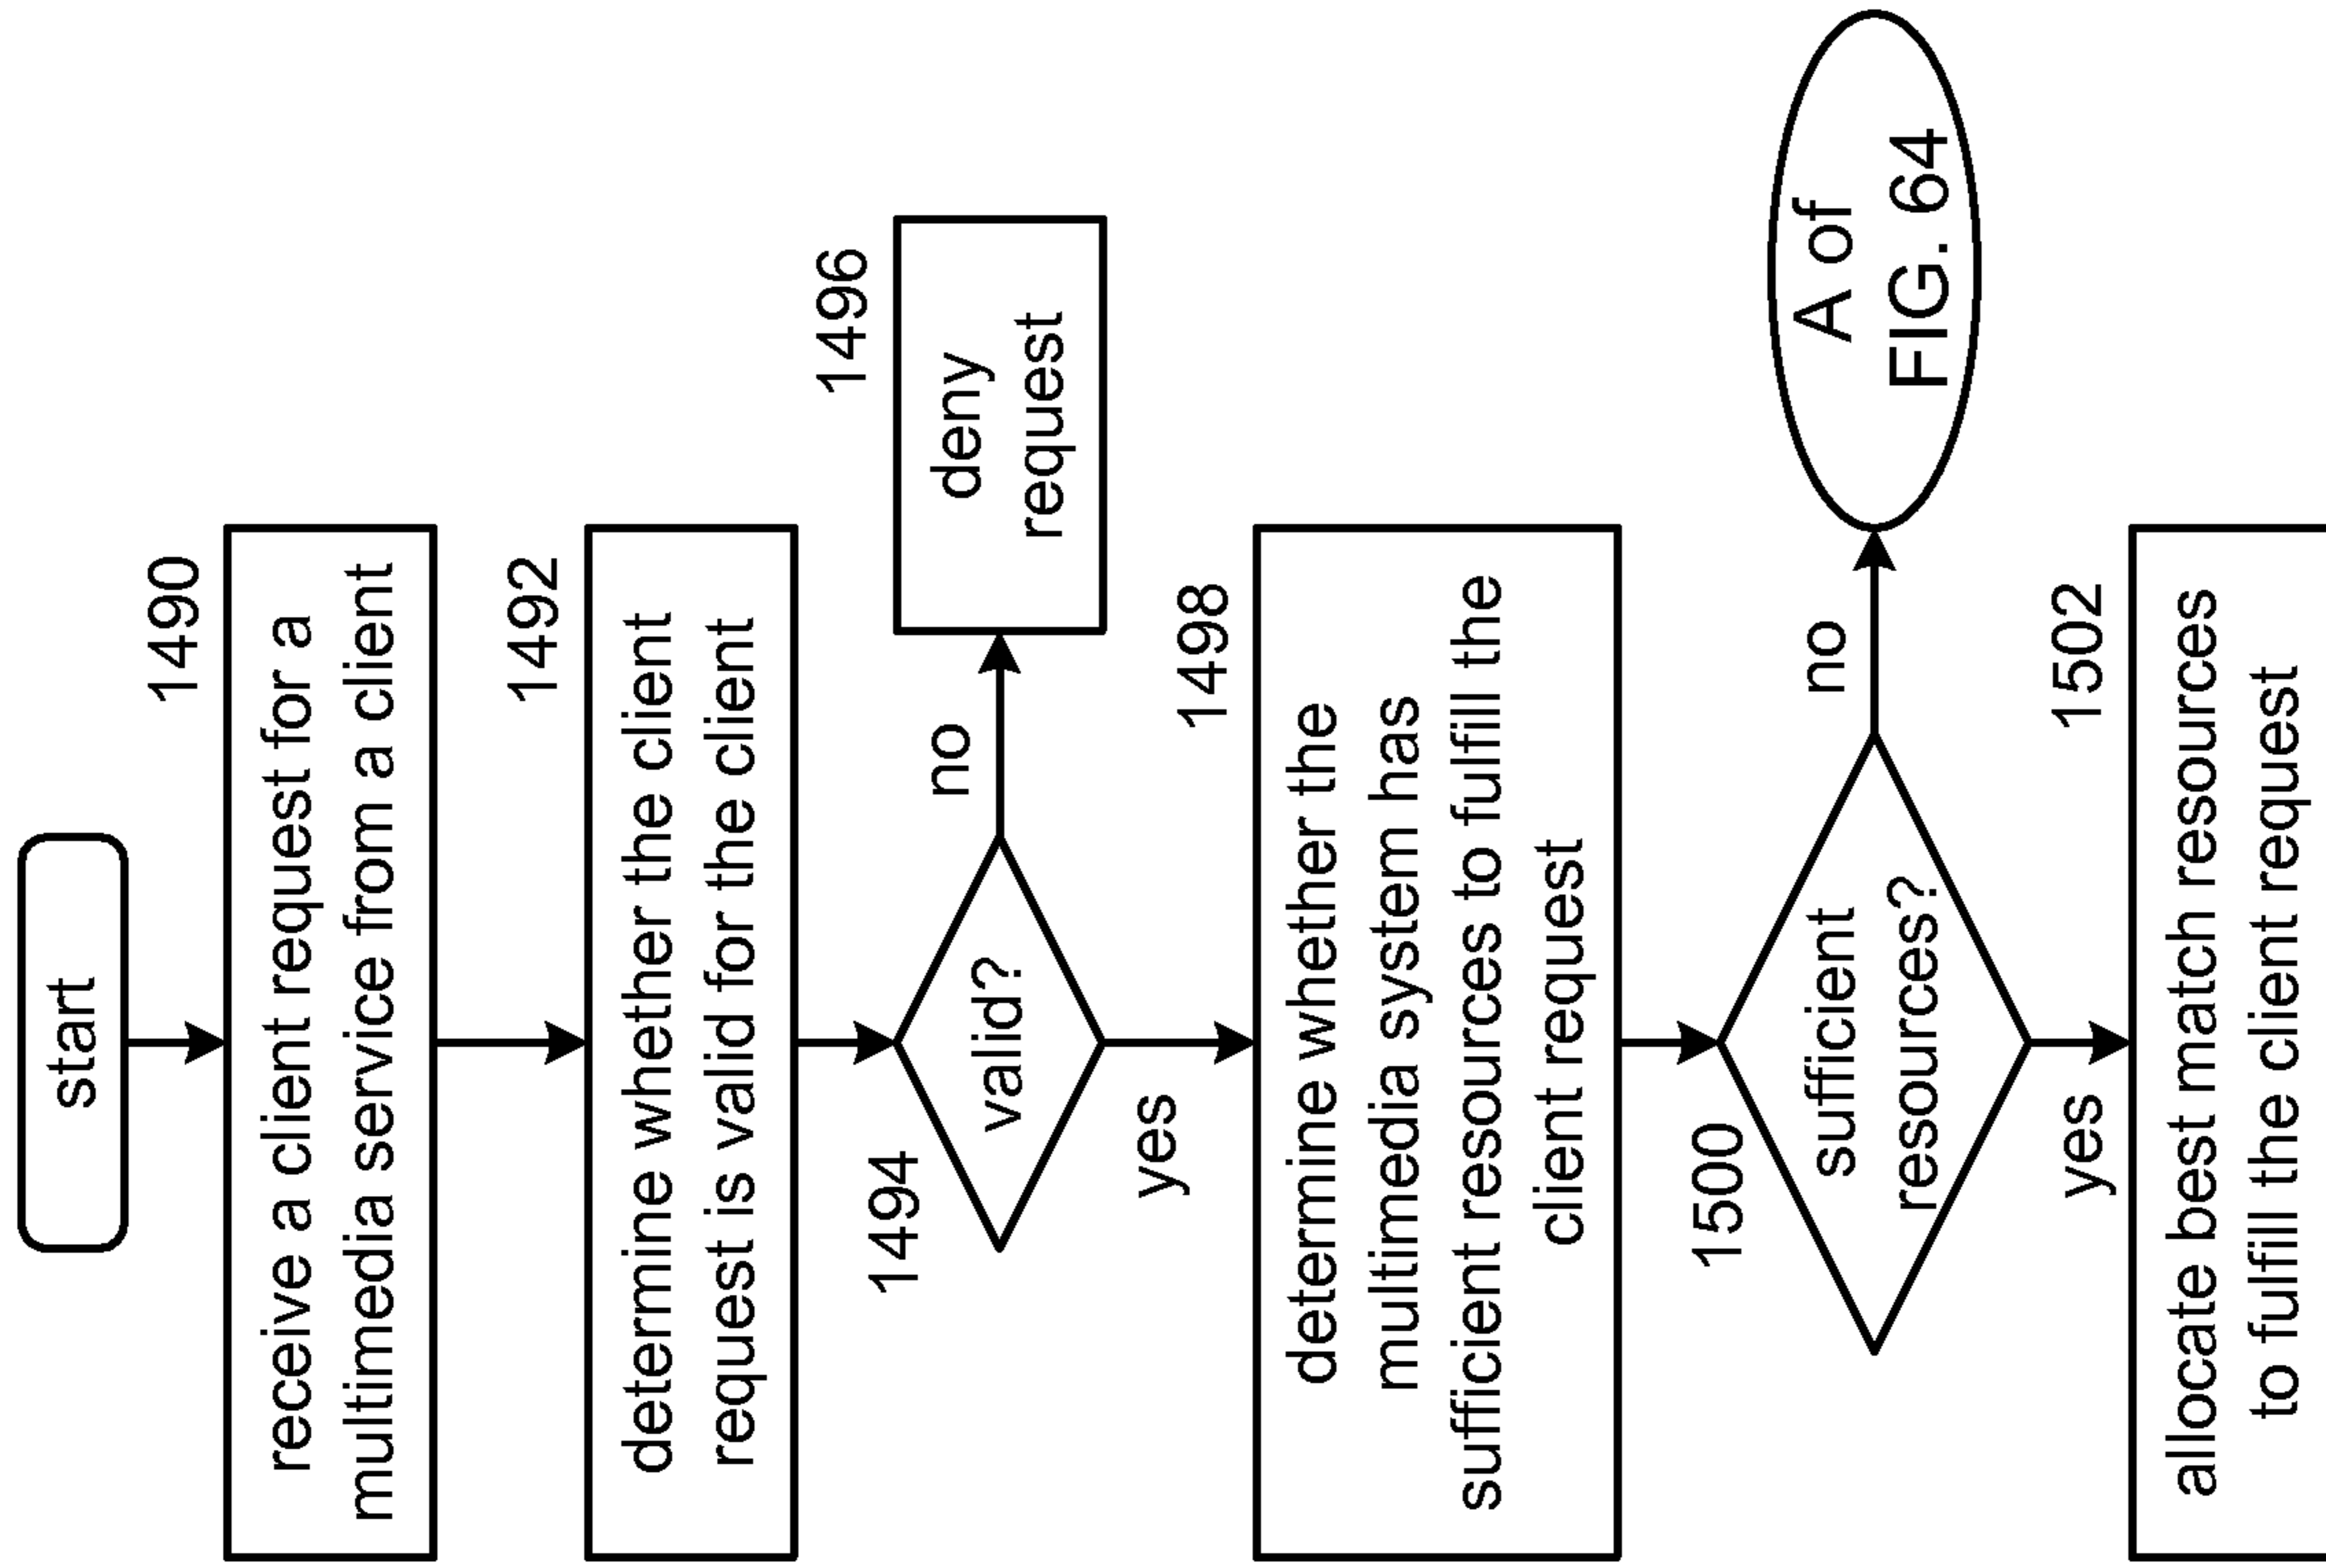 start
1490
receive a client request for a
multimedia service from a client
1492
determine whether the client
request is valid for the client
1494
valid?
no
1496
deny
request
yes
1498
determine whether the
multimedia system has
sufficient resources to fulfill the
client request
1500
sufficient
resources?
no
A of
FIG. 64
yes
1502
allocate best match resources
to fulfill the client request